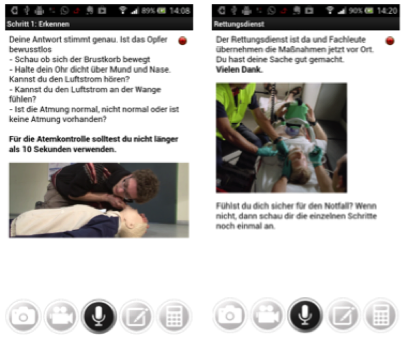 89% 14:08
Schritt 1: Erkennen
Deine Antwort stimmt genau. Ist das Opfer
bewusstlos
- Schau ob sich der Brustkorb bewegt
- Halte dein Ohr dicht über Mund und Nase.
Kannst du den Luftstrom hören?
- Kannst du den Luftstrom an der Wange
fühlen?
- Ist die Atmung normal, nicht normal oder ist
keine Atmung vorhanden?
Für die Atemkontrolle solltest du nicht länger
als 10 Sekunden verwenden.
90% 14:20
Rettungsdienst
Der Rettungsdienst ist da und Fachleute
übernehmen die Maßnahmen jetzt vor Ort.
Du hast deine Sache gut gemacht.
Vielen Dank.
Fühlst du dich sicher für den Notfall? Wenn
nicht, dann schau dir die einzelnen Schritte
noch einmal an.